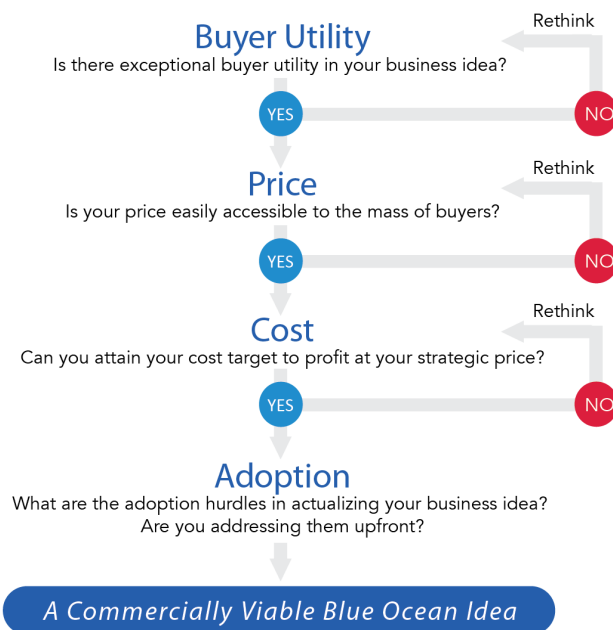 Rethink
Buyer Utility
Is there exceptional buyer utility in your business idea?
YES
NO
Rethink
Price
Is your price easily accessible to the mass of buyers?
YES
NO
Rethink
Cost
Can you attain your cost target to profit at your strategic price?
YES
NO
Adoption
What are the adoption hurdles in actualizing your business idea?
Are you addressing them upfront?
A Commercially Viable Blue Ocean Idea